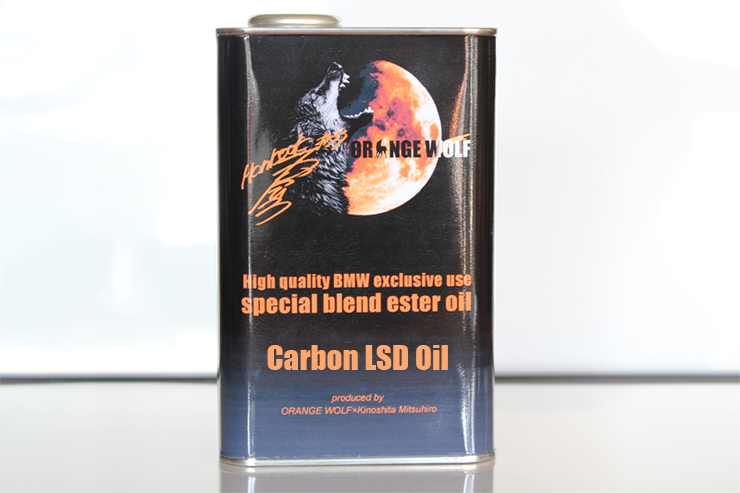 ORANGE WOLF
High quality BMW exclusive use
special blend ester oil
Carbon LSD Oil
produced by
ORANGE WOLF×Kinoshita Mitsuhiro